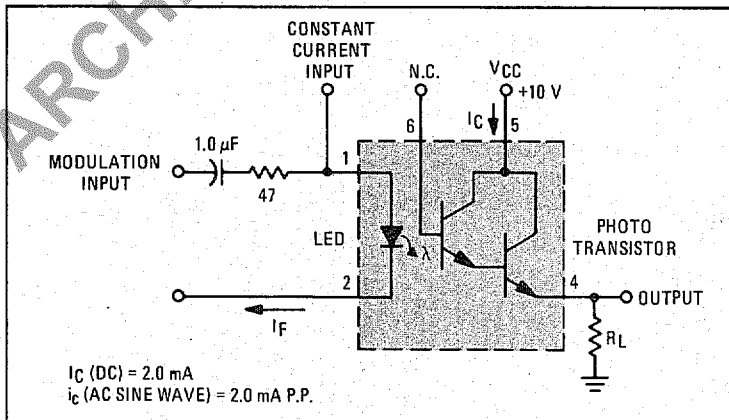 ARCH
CONSTANT
CURRENT
INPUT
N.C.
VCC
+10 V
IC
6
5
1.0 μF
MODULATION
INPUT
47
1
LED
λ
2
IF
PHOTO
TRANSISTOR
4
OUTPUT
RL
IC (DC) = 2.0 mA
ic (AC SINE WAVE) = 2.0 mA P.P.